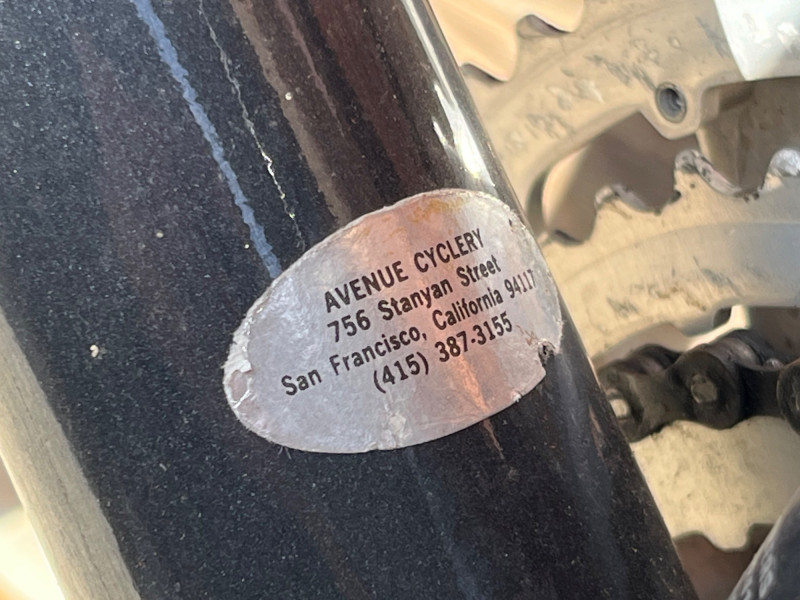 AVENUE CYCLERY
756 Stanyan Street
San Francisco, California 94117
(415) 387-3155